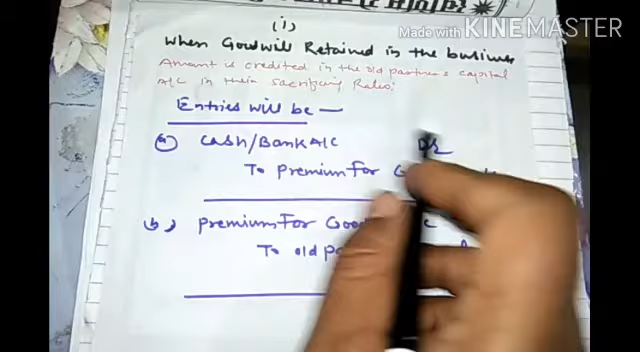 Made with KINEMASTER
(i)
When Goodwill Retained in the business
Amount is credited in the old partner's capital
A/C in their sacrificing Ratio.
Entries will be —
(a) Cash/Bank A/C Dr
To premium For G
(b) premium For Good C
To old Pa